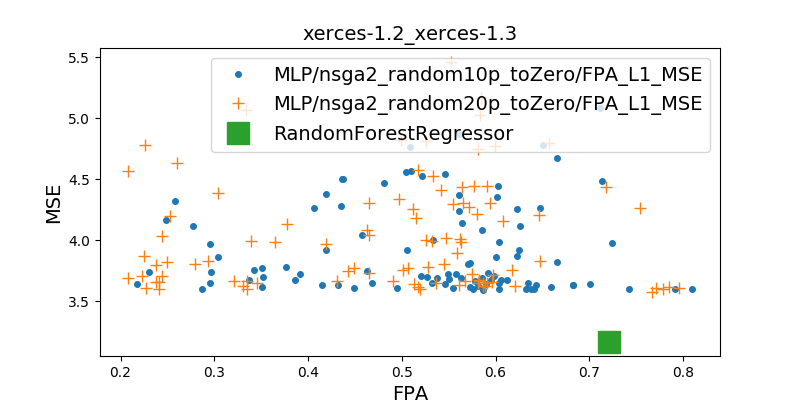 xerces-1.2_xerces-1.3
MLP/nsga2_random10p_toZero/FPA_L1_MSE
MLP/nsga2_random20p_toZero/FPA_L1_MSE
RandomForestRegressor
5.5
5.0
4.5
4.0
3.5
MSE
0.2 0.3 0.4 0.5 0.6 0.7 0.8
FPA